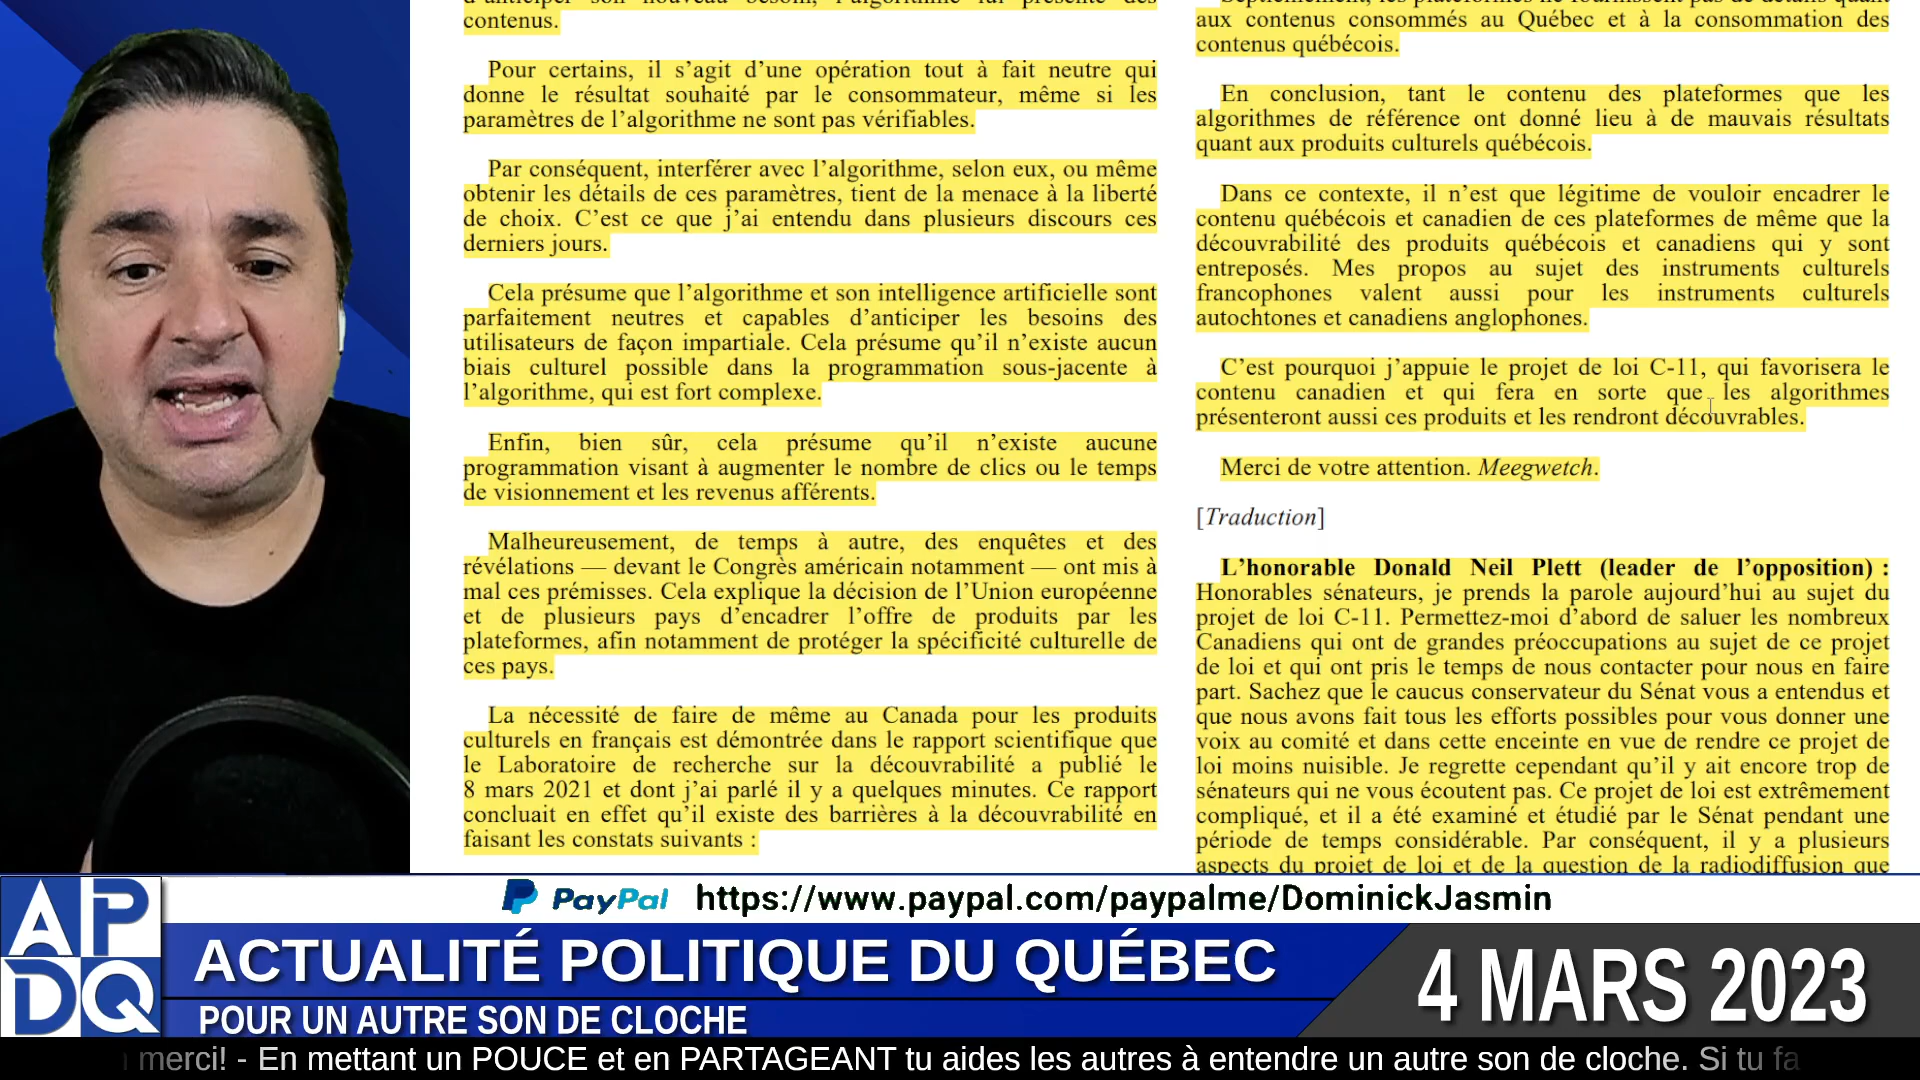 contenus.
Pour certains, il s’agit d’une opération tout à fait neutre qui
donne le résultat souhaité par le consommateur, même si les
paramètres de l’algorithme ne sont pas vérifiables.
Par conséquent, interférer avec l’algorithme, selon eux, ou même
obtenir les détails de ces paramètres, tient de la menace à la liberté
de choix. C’est ce que j’ai entendu dans plusieurs discours ces
derniers jours.
Cela présume que l’algorithme et son intelligence artificielle sont
parfaitement neutres et capables d’anticiper les besoins des
utilisateurs de façon impartiale. Cela présume qu’il n’existe aucun
biais culturel possible dans la programmation sous-jacente à
l’algorithme, qui est fort complexe.
Enfin, bien sûr, cela présume qu’il n’existe aucune
programmation visant à augmenter le nombre de clics ou le temps
de visionnement et les revenus afférents.
Malheureusement, de temps à autre, des enquêtes et des
révélations — devant le Congrès américain notamment — ont mis à
mal ces prémisses. Cela explique la décision de l’Union européenne
et de plusieurs pays d’encadrer l’offre de produits par les
plateformes, afin notamment de protéger la spécificité culturelle de
ces pays.
La nécessité de faire de même au Canada pour les produits
culturels en français est démontrée dans le rapport scientifique que
le Laboratoire de recherche sur la découvrabilité a publié le
8 mars 2021 et dont j’ai parlé il y a quelques minutes. Ce rapport
concluait en effet qu’il existe des barrières à la découvrabilité en
faisant les constats suivants :
aux contenus consommés au Québec et à la consommation des
contenus québécois.
En conclusion, tant le contenu des plateformes que les
algorithmes de référence ont donné lieu à de mauvais résultats
quant aux produits culturels québécois.
Dans ce contexte, il n’est que légitime de vouloir encadrer le
contenu québécois et canadien de ces plateformes de même que la
découvrabilité des produits québécois et canadiens qui y sont
entreposés. Mes propos au sujet des instruments culturels
francophones valent aussi pour les instruments culturels
autochtones et canadiens anglophones.
C’est pourquoi j’appuie le projet de loi C-11, qui favorisera le
contenu canadien et qui fera en sorte que les algorithmes
présenteront aussi ces produits et les rendront découvrables.
Merci de votre attention. Meegwetch.
[Traduction]
L’honorable Donald Neil Plett (leader de l’opposition) :
Honorables sénateurs, je prends la parole aujourd’hui au sujet du
projet de loi C-11. Permettez-moi d’abord de saluer les nombreux
Canadiens qui ont de grandes préoccupations au sujet de ce projet
de loi et qui ont pris le temps de nous contacter pour nous en faire
part. Sachez que le caucus conservateur du Sénat vous a entendus et
que nous avons fait tous les efforts possibles pour vous donner une
voix au comité et dans cette enceinte en vue de rendre ce projet de
loi moins nuisible. Je regrette cependant qu’il y ait encore trop de
sénateurs qui ne vous écoutent pas. Ce projet de loi est extrêmement
compliqué, et il a été examiné et étudié par le Sénat pendant une
période de temps considérable. Par conséquent, il y a plusieurs
aspects du projet de loi et de la question de la radiodiffusion que
PayPal https://www.paypal.com/paypalme/DominickJasmin
AP
DQ
ACTUALITÉ POLITIQUE DU QUÉBEC
POUR UN AUTRE SON DE CLOCHE
4 MARS 2023
merci! - En mettant un POUCE et en PARTAGEANT tu aides les autres à entendre un autre son de cloche. Si tu fa